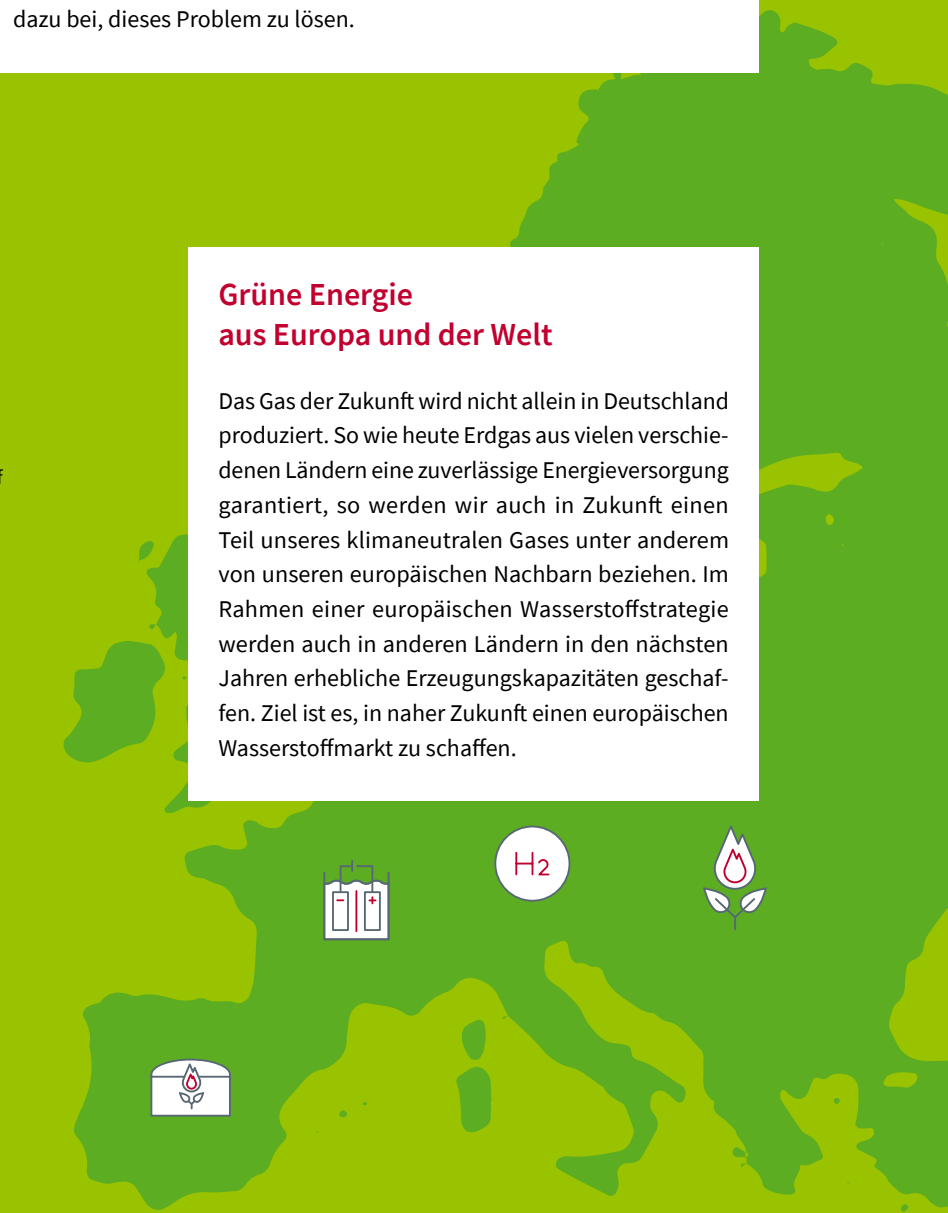 dazu bei, dieses Problem zu lösen.
Grüne Energie
aus Europa und der Welt
Das Gas der Zukunft wird nicht allein in Deutschland
produziert. So wie heute Erdgas aus vielen verschie-
denen Ländern eine zuverlässige Energieversorgung
garantiert, so werden wir auch in Zukunft einen
Teil unseres klimaneutralen Gases unter anderem
von unseren europäischen Nachbarn beziehen. Im
Rahmen einer europäischen Wasserstoffstrategie
werden auch in anderen Ländern in den nächsten
Jahren erhebliche Erzeugungskapazitäten geschaf-
fen. Ziel ist es, in naher Zukunft einen europäischen
Wasserstoffmarkt zu schaffen.
H2
- +